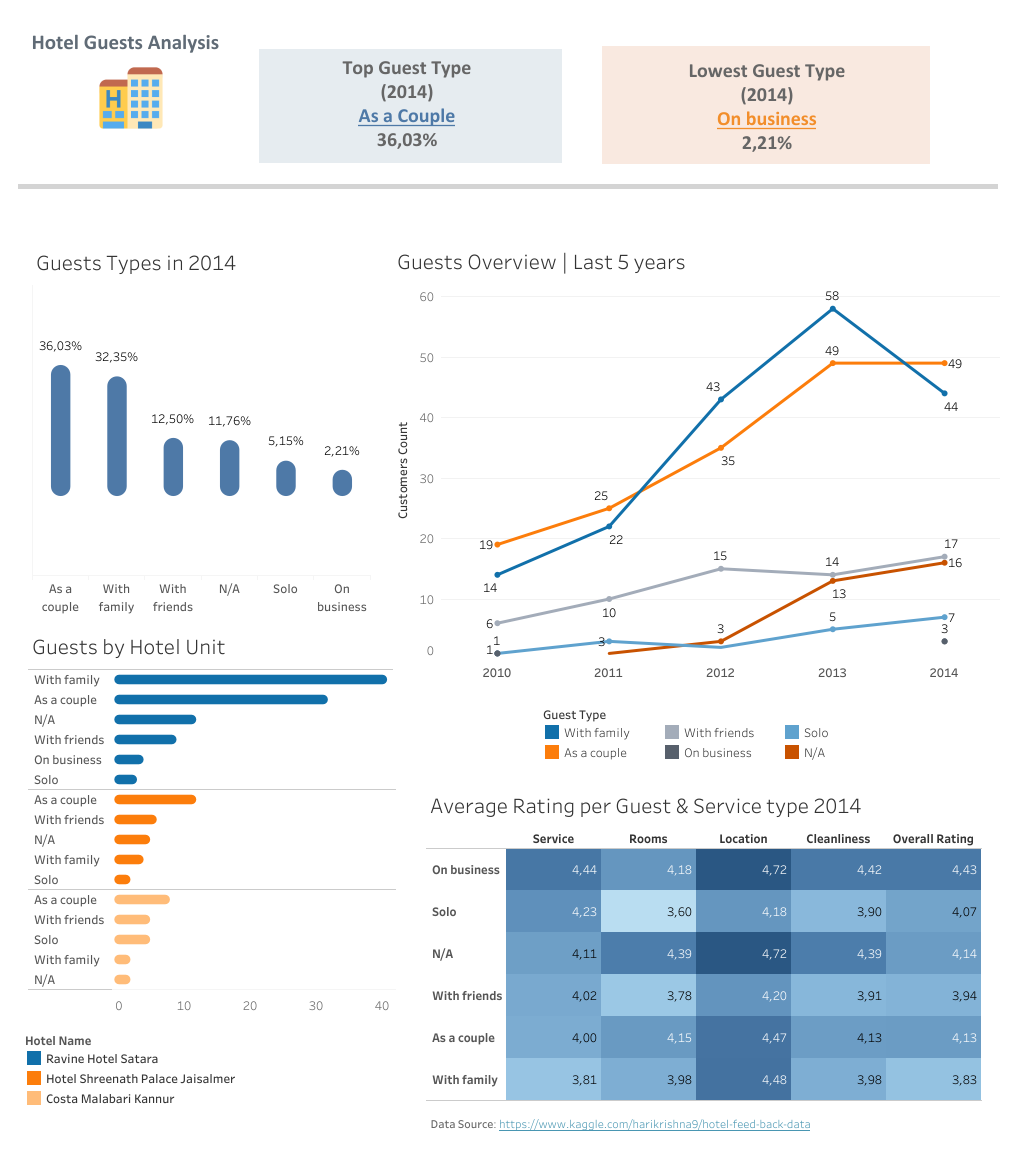 Hotel Guests Analysis
H
Top Guest Type
(2014)
As a Couple
36,03%
Lowest Guest Type
(2014)
On business
2,21%
Guests Types in 2014
36,03%
32,35%
12,50%
11,76%
5,15%
2,21%
As a couple
With family
With friends
N/A
Solo
On business
Guests Overview | Last 5 years
Customers Count
60
50
40
30
20
10
0
19
14
6
1
1
25
22
10
3
43
35
15
3
58
49
14
13
5
49
44
17
16
7
3
2010
2011
2012
2013
2014
Guest Type
With family
With friends
Solo
As a couple
On business
N/A
Guests by Hotel Unit
With family
As a couple
N/A
With friends
On business
Solo
As a couple
With friends
N/A
With family
Solo
As a couple
With friends
Solo
With family
N/A
0 10 20 30 40
Hotel Name
Ravine Hotel Satara
Hotel Shreenath Palace Jaisalmer
Costa Malabari Kannur
Average Rating per Guest & Service type 2014
Service Rooms Location Cleanliness Overall Rating
On business 4,44 4,18 4,72 4,42 4,43
Solo 4,23 3,60 4,18 3,90 4,07
N/A 4,11 4,39 4,72 4,39 4,14
With friends 4,02 3,78 4,20 3,91 3,94
As a couple 4,00 4,15 4,47 4,13 4,13
With family 3,81 3,98 4,48 3,98 3,83
Data Source: https://www.kaggle.com/harikrishna9/hotel-feed-back-data